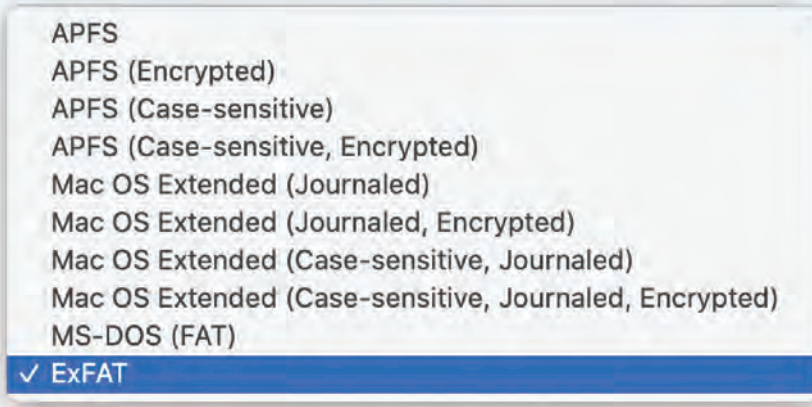 APFS
APFS (Encrypted)
APFS (Case-sensitive)
APFS (Case-sensitive, Encrypted)
Mac OS Extended (Journaled)
Mac OS Extended (Journaled, Encrypted)
Mac OS Extended (Case-sensitive, Journaled)
Mac OS Extended (Case-sensitive, Journaled, Encrypted)
MS-DOS (FAT)
✓ ExFAT